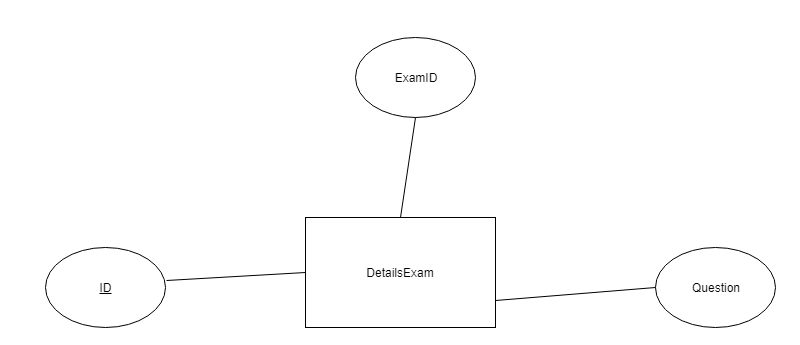 ExamID
DetailsExam
ID
Question